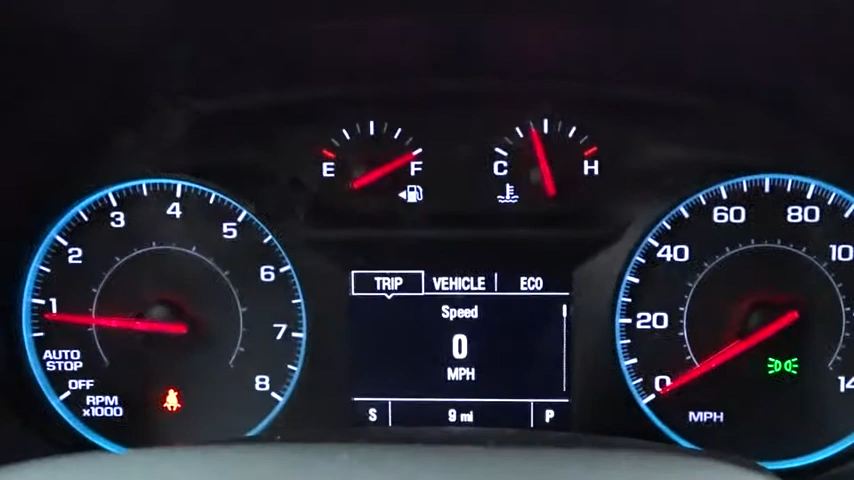 E F
C H
1 2 3 4 5 6 7 8
AUTO
STOP
OFF
RPM
x1000
TRIP VEHICLE ECO
Speed
0
MPH
S 9 mi P
0 20 40 60 80
MPH